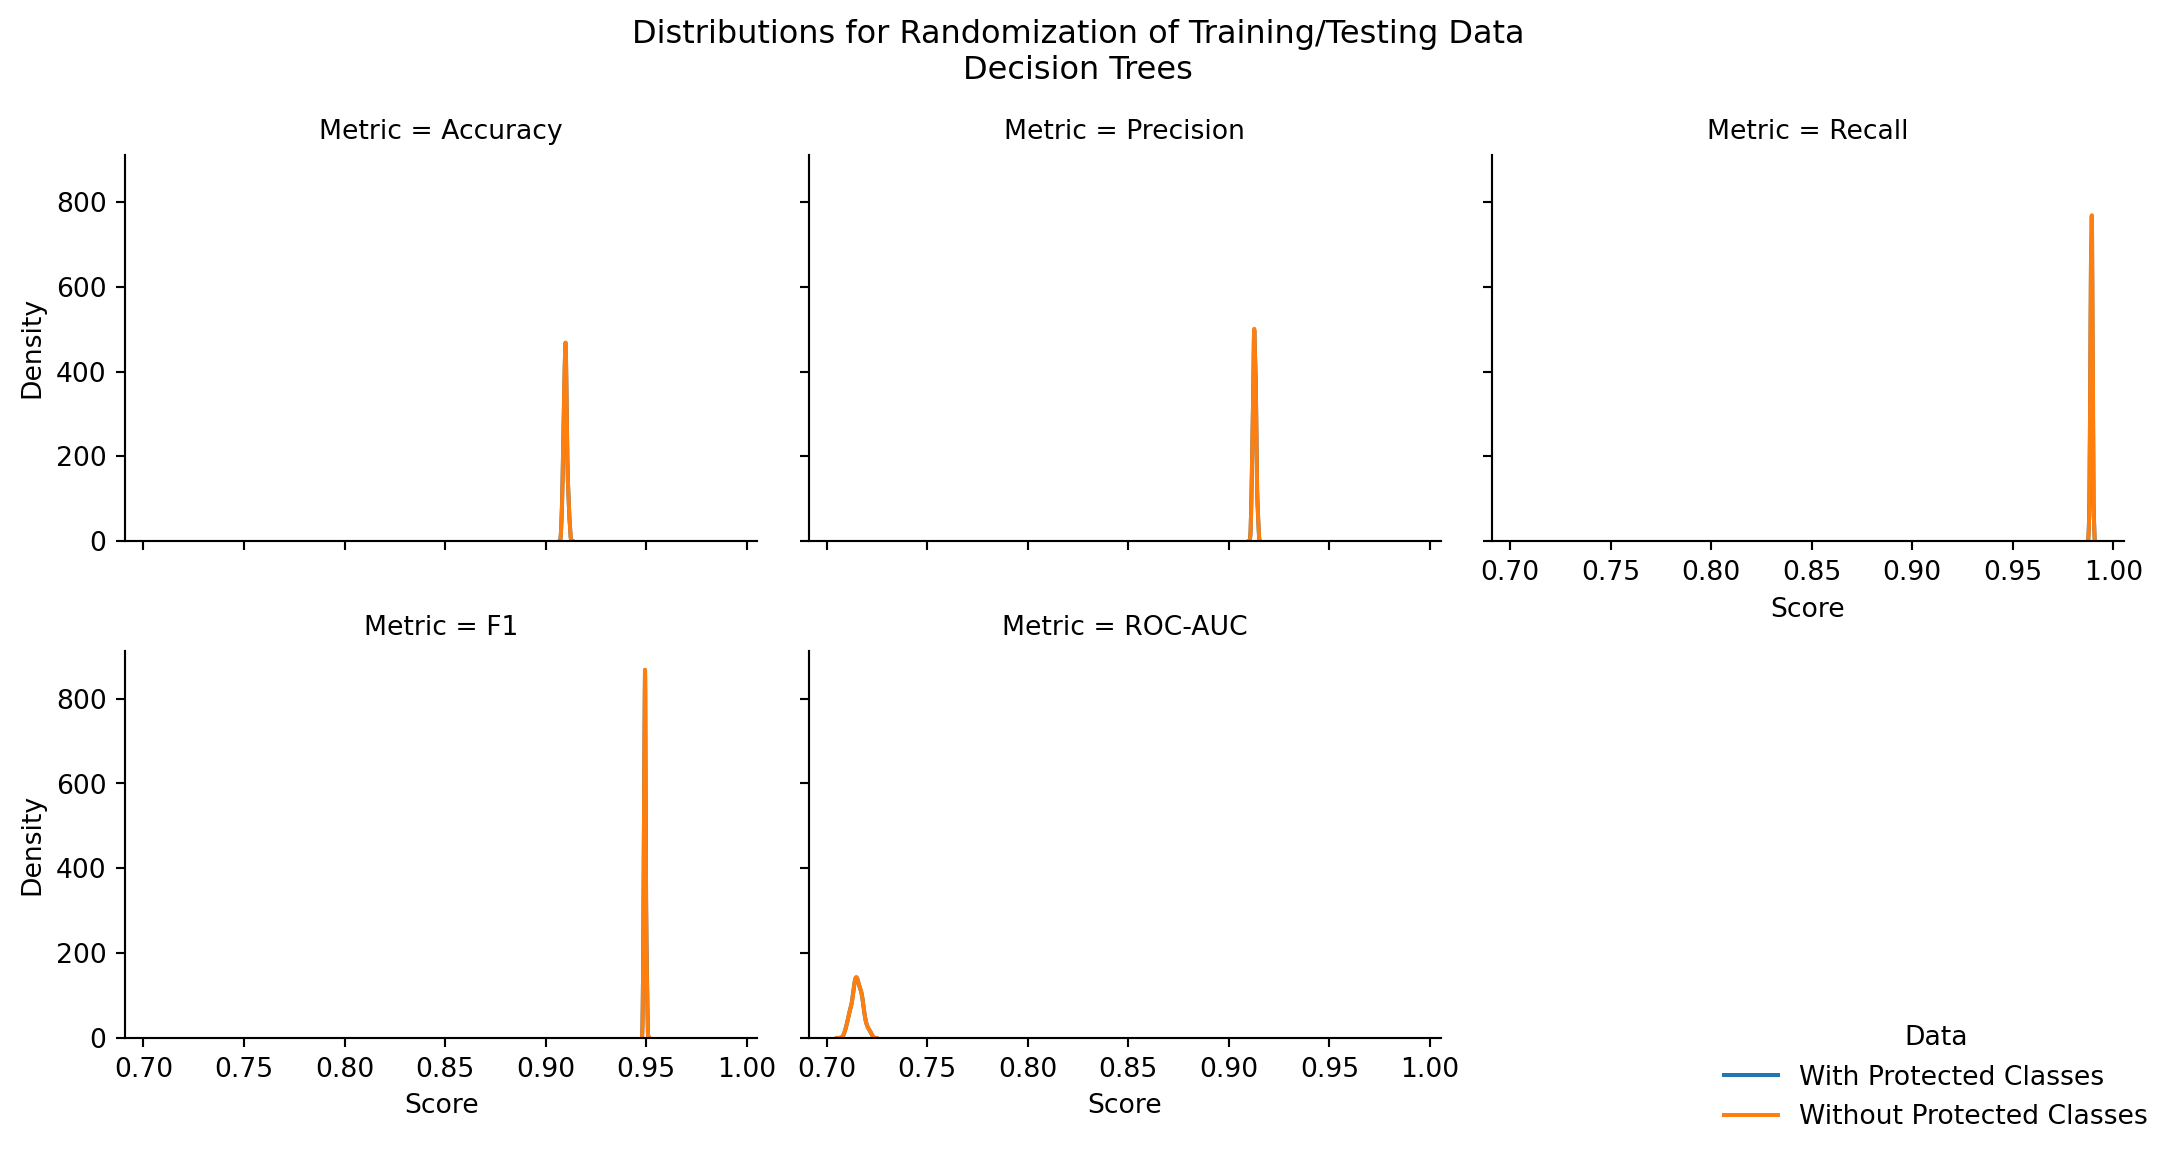 Distributions for Randomization of Training/Testing Data
Decision Trees
Metric = Accuracy
Metric = Precision
Metric = Recall
800
600
400
200
0
Density
0.70 0.75 0.80 0.85 0.90 0.95 1.00
Score
Metric = F1
Metric = ROC-AUC
800
600
400
200
0
Density
0.70 0.75 0.80 0.85 0.90 0.95 1.00
Score
0.70 0.75 0.80 0.85 0.90 0.95 1.00
Score
Data
With Protected Classes
Without Protected Classes